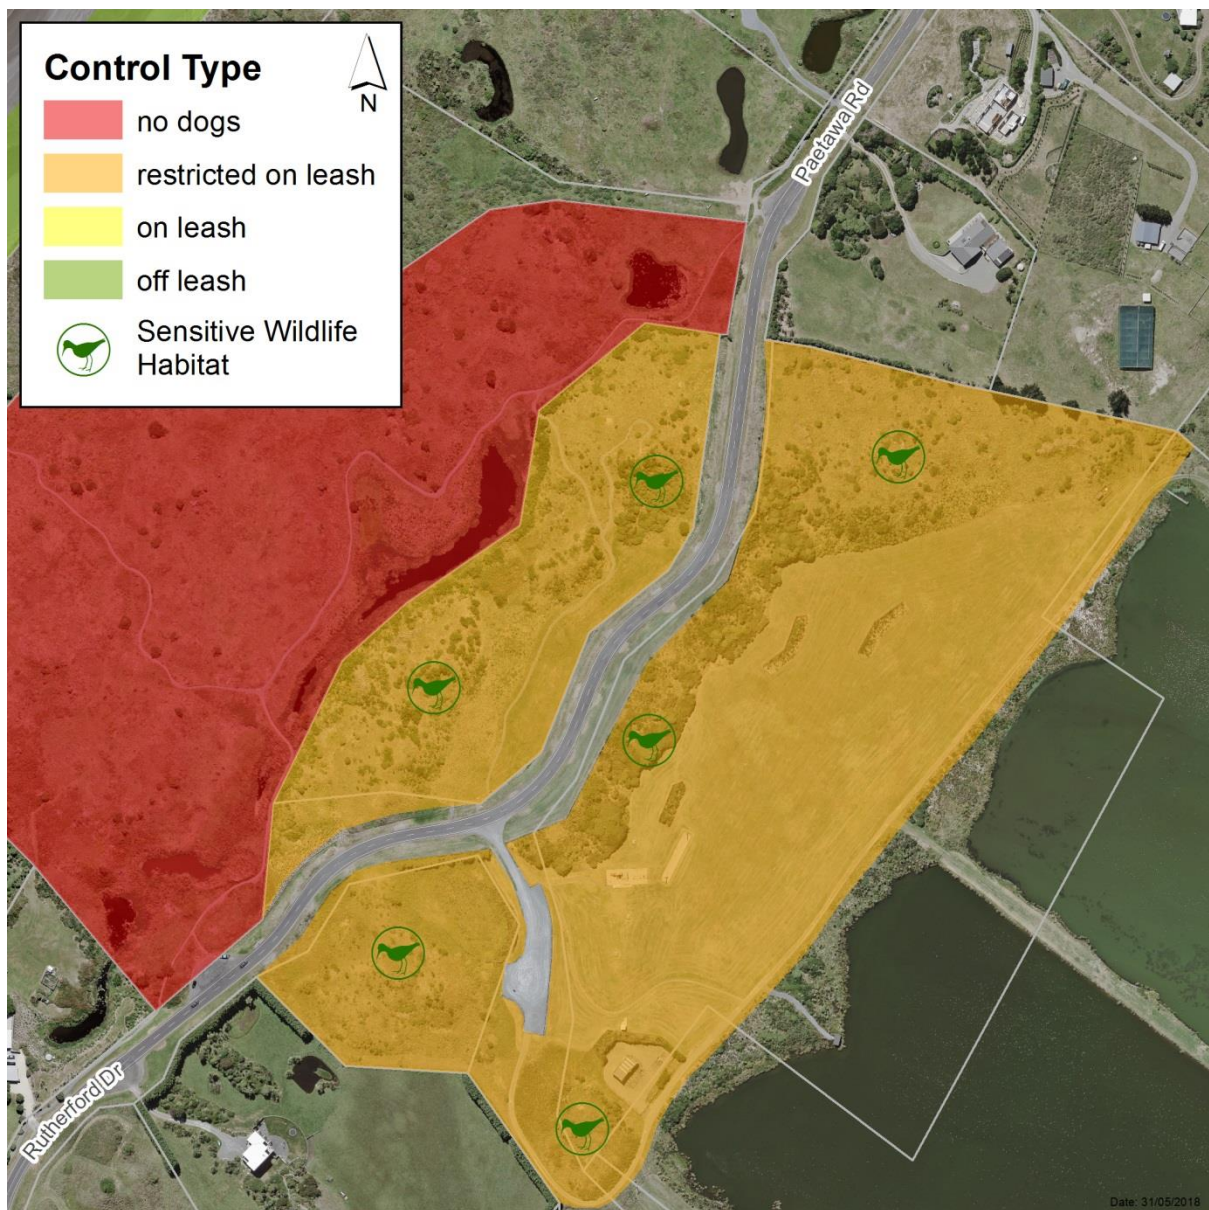 Control Type
N
no dogs
restricted on leash
on leash
off leash
Sensitive Wildlife
Habitat
Paetawa Rd
Rutherford Dr
Date: 31/05/2018